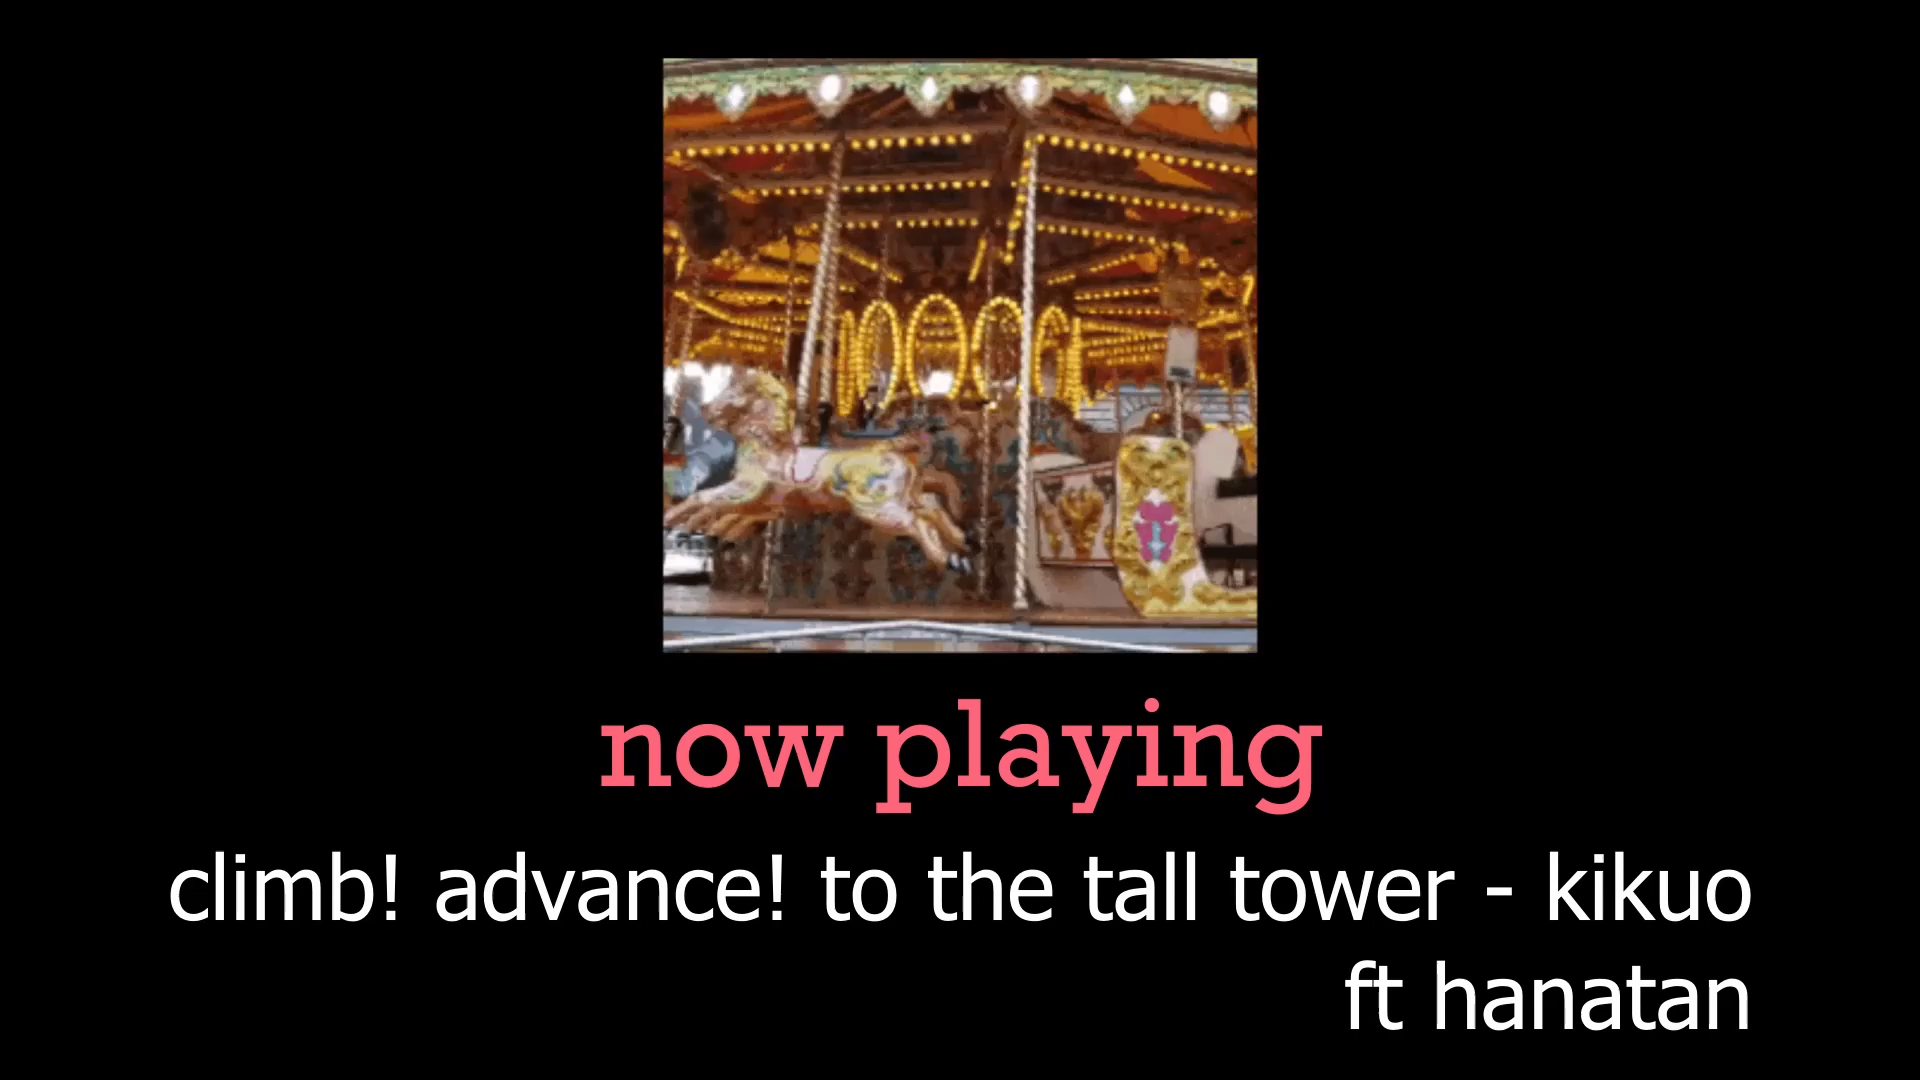 now playing
climb! advance! to the tall tower - kikuo
ft hanatan